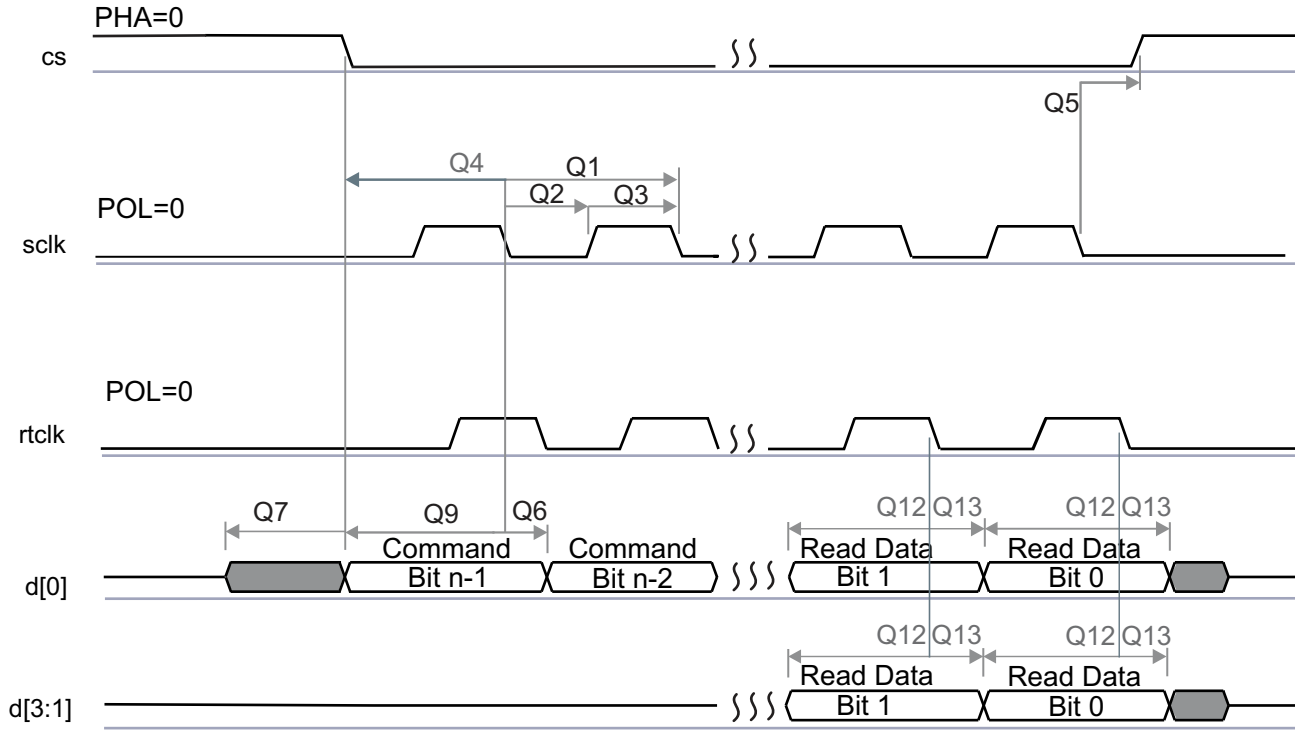 PHA=0
cs
Q5
Q4 Q1
Q2 Q3
POL=0
sclk
POL=0
rtclk
Q7 Q9 Q6 Q12 Q13 Q12 Q13
Command Command Read Data Read Data
d[0] Bit n-1 Bit n-2 Bit 1 Bit 0
Q12 Q13 Q12 Q13
Read Data Read Data
d[3:1] Bit 1 Bit 0